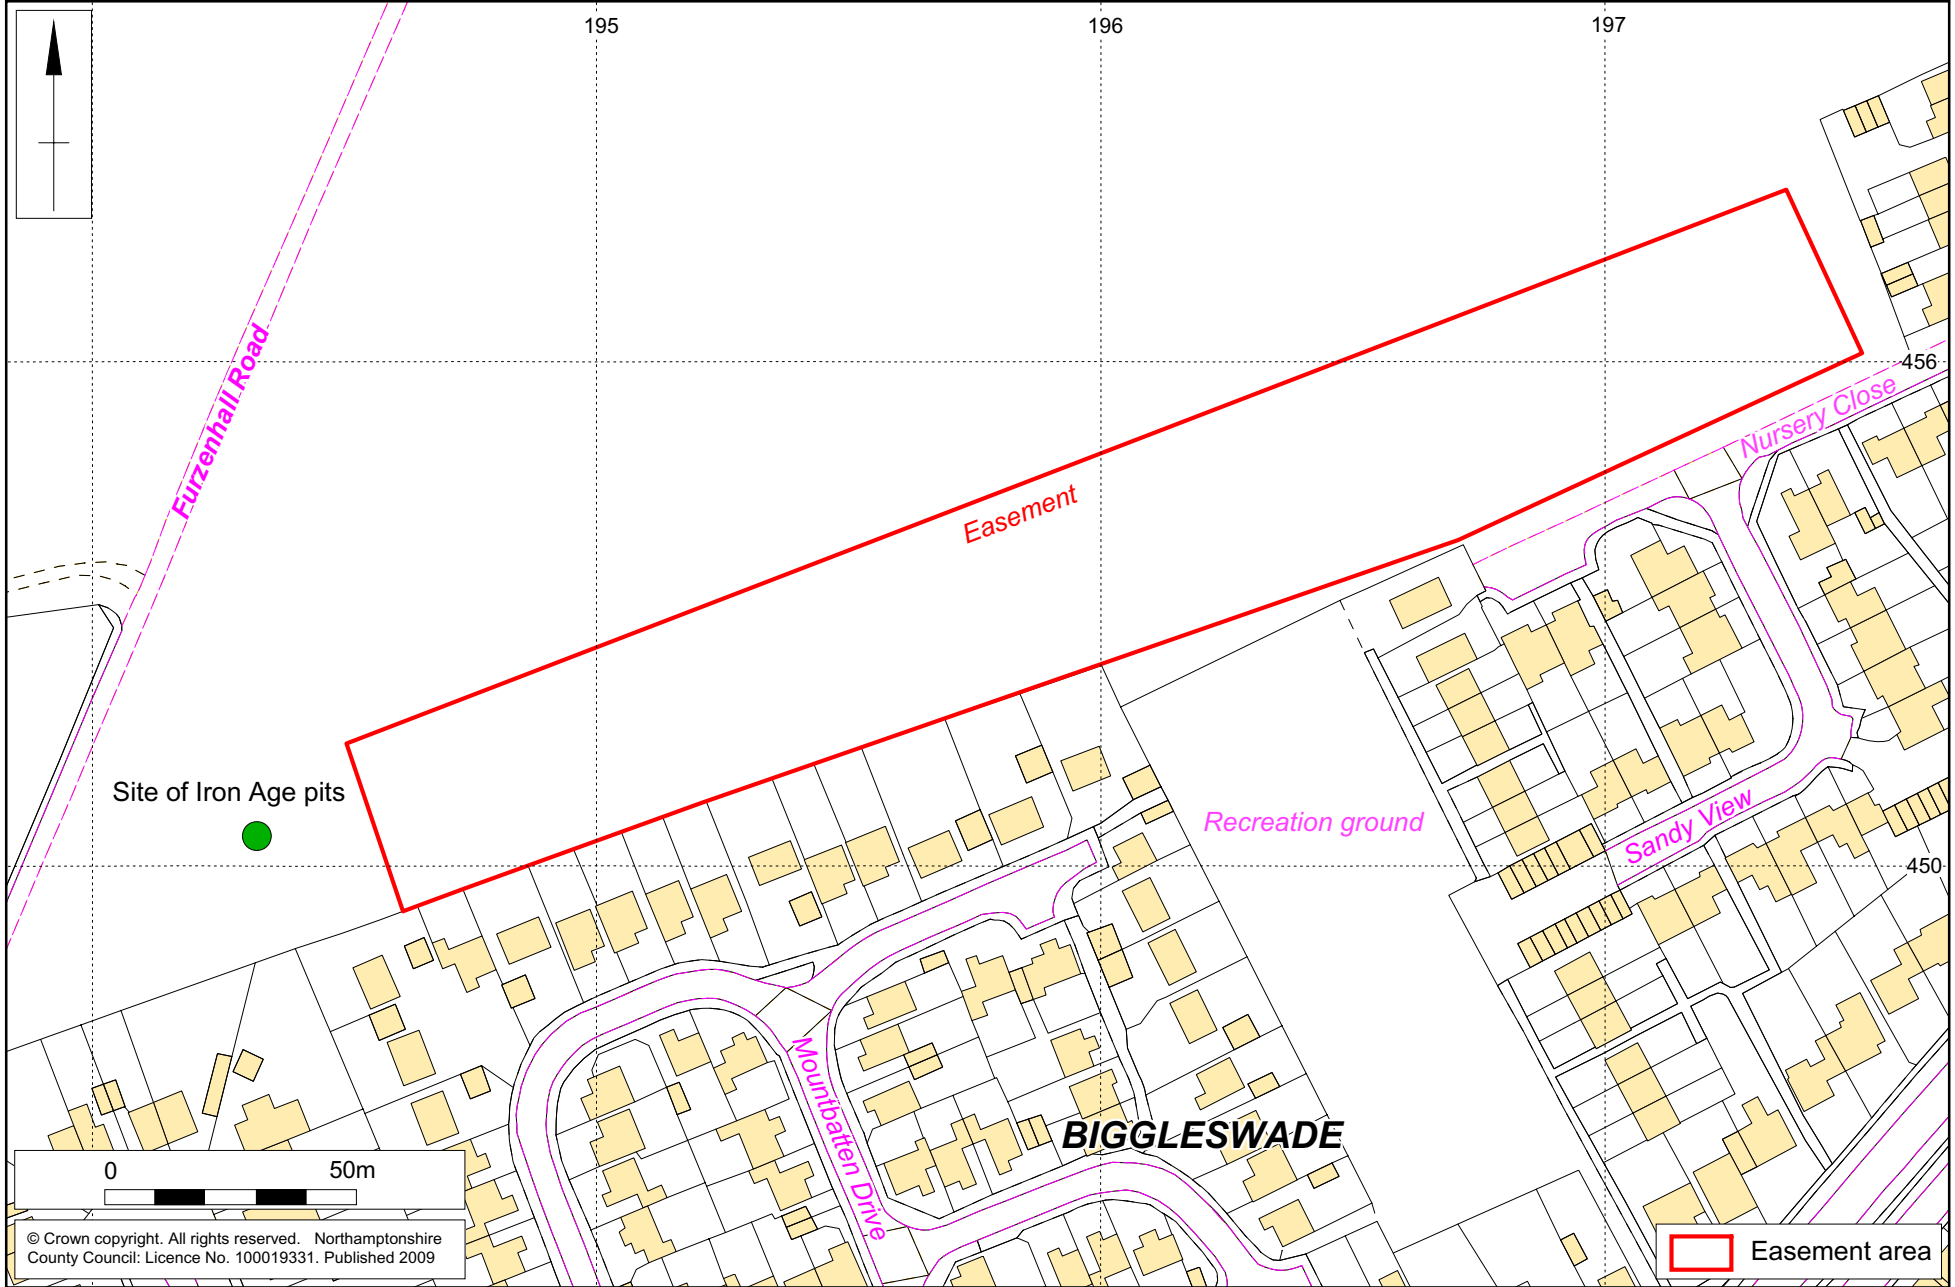 195
196
197
Furzenhall Road
456
Nursery Close
Easement
Site of Iron Age pits
Recreation ground
Sandy View
450
Mountbatten Drive
BIGGLESWADE
0 50m
© Crown copyright. All rights reserved. Northamptonshire
County Council: Licence No. 100019331. Published 2009
Easement area